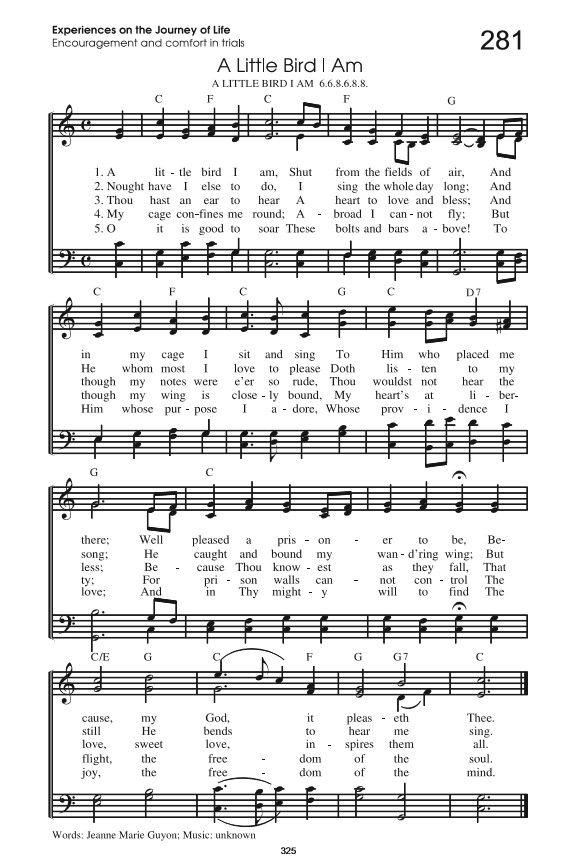 Experiences on the Journey of Life
Encouragement and comfort in trials
281
A Little Bird I Am
A LITTLE BIRD I AM 6.6.8.6.8.8.
C F C F G
1. A lit - tle bird I am, Shut from the fields of air, And
2. Nought have I else to do, I sing the whole day long; And
3. Thou hast an ear to hear A heart to love and bless; And
4. My cage con-fines me round; A - broad I can - not fly; But
5. O it is good to soar These bolts and bars a - bove! To
C F C G C D7
in my cage I sit and sing To Him who placed me
He whom most I love to please Doth lis - ten to my
though my notes were e'er so rude, Thou wouldst not hear the
though my wing is close - ly bound, My heart's at li - ber-
Him whose pur - pose I a - dore, Whose prov - i - dence I
G C
there; Well pleased a pris - on - er to be, Be-
song; He caught and bound my wan - d'ring wing; But
less; Be - cause Thou know - est as they fall, That
ty; For pri - son walls can - not con - trol The
love; And in Thy might - y will to find The
C/E G C F G G7 C
cause, my God, it pleas - eth Thee.
still He bends to hear me sing.
love, sweet love, in - spires them all.
flight, the free - dom of the soul.
joy, the free - dom of the mind.
Words: Jeanne Marie Guyon; Music: unknown
325